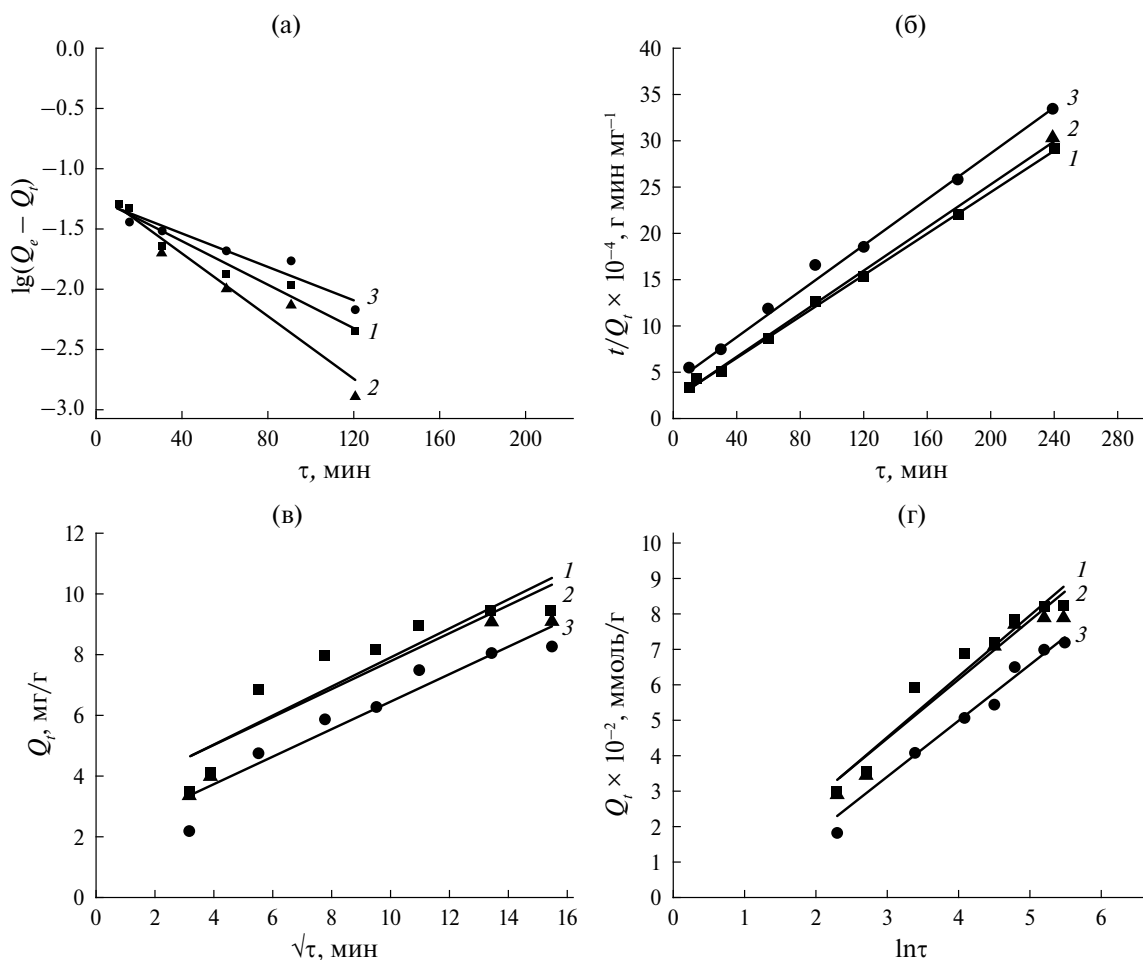 (а)
0.0
−0.5
−1.0
−1.5
−2.0
−2.5
−3.0
lg(Qe − Qt)
3
1
2
0 40 80 120 160 200
τ, мин
(б)
40
35
30
25
20
15
10
5
0
t/Qt × 10⁻⁴, г мин мг⁻¹
3
2
1
40 80 120 160 200 240 280
τ, мин
(в)
12
10
8
6
4
2
0
Qt, мг/г
1
2
3
0 2 4 6 8 10 12 14 16
√τ, мин
(г)
10
9
8
7
6
5
4
3
2
1
0
Qt × 10⁻², ммоль/г
1
2
3
0 1 2 3 4 5 6
lnτ